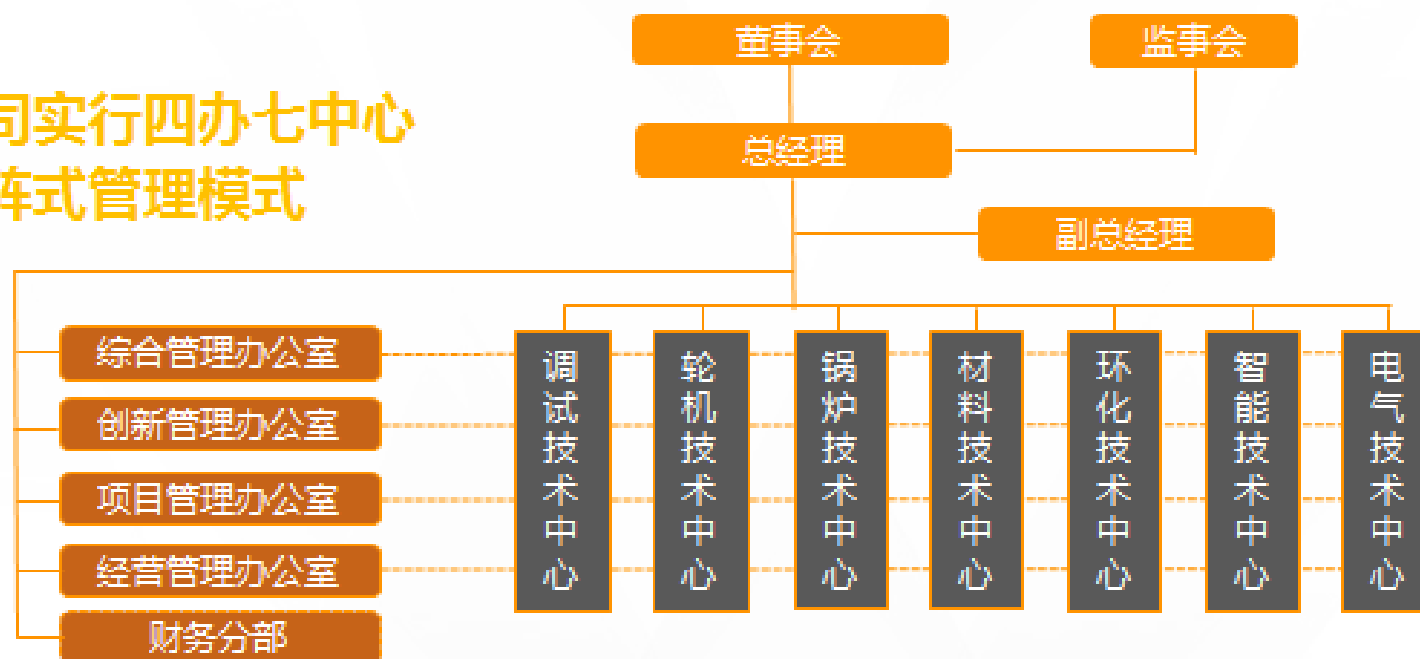 董事会
监事会
司实行四办七中心
阵式管理模式
总经理
副总经理
综合管理办公室
创新管理办公室
项目管理办公室
经营管理办公室
财务分部
调试技术中心
轮机技术中心
锅炉技术中心
材料技术中心
环化技术中心
智能技术中心
电气技术中心